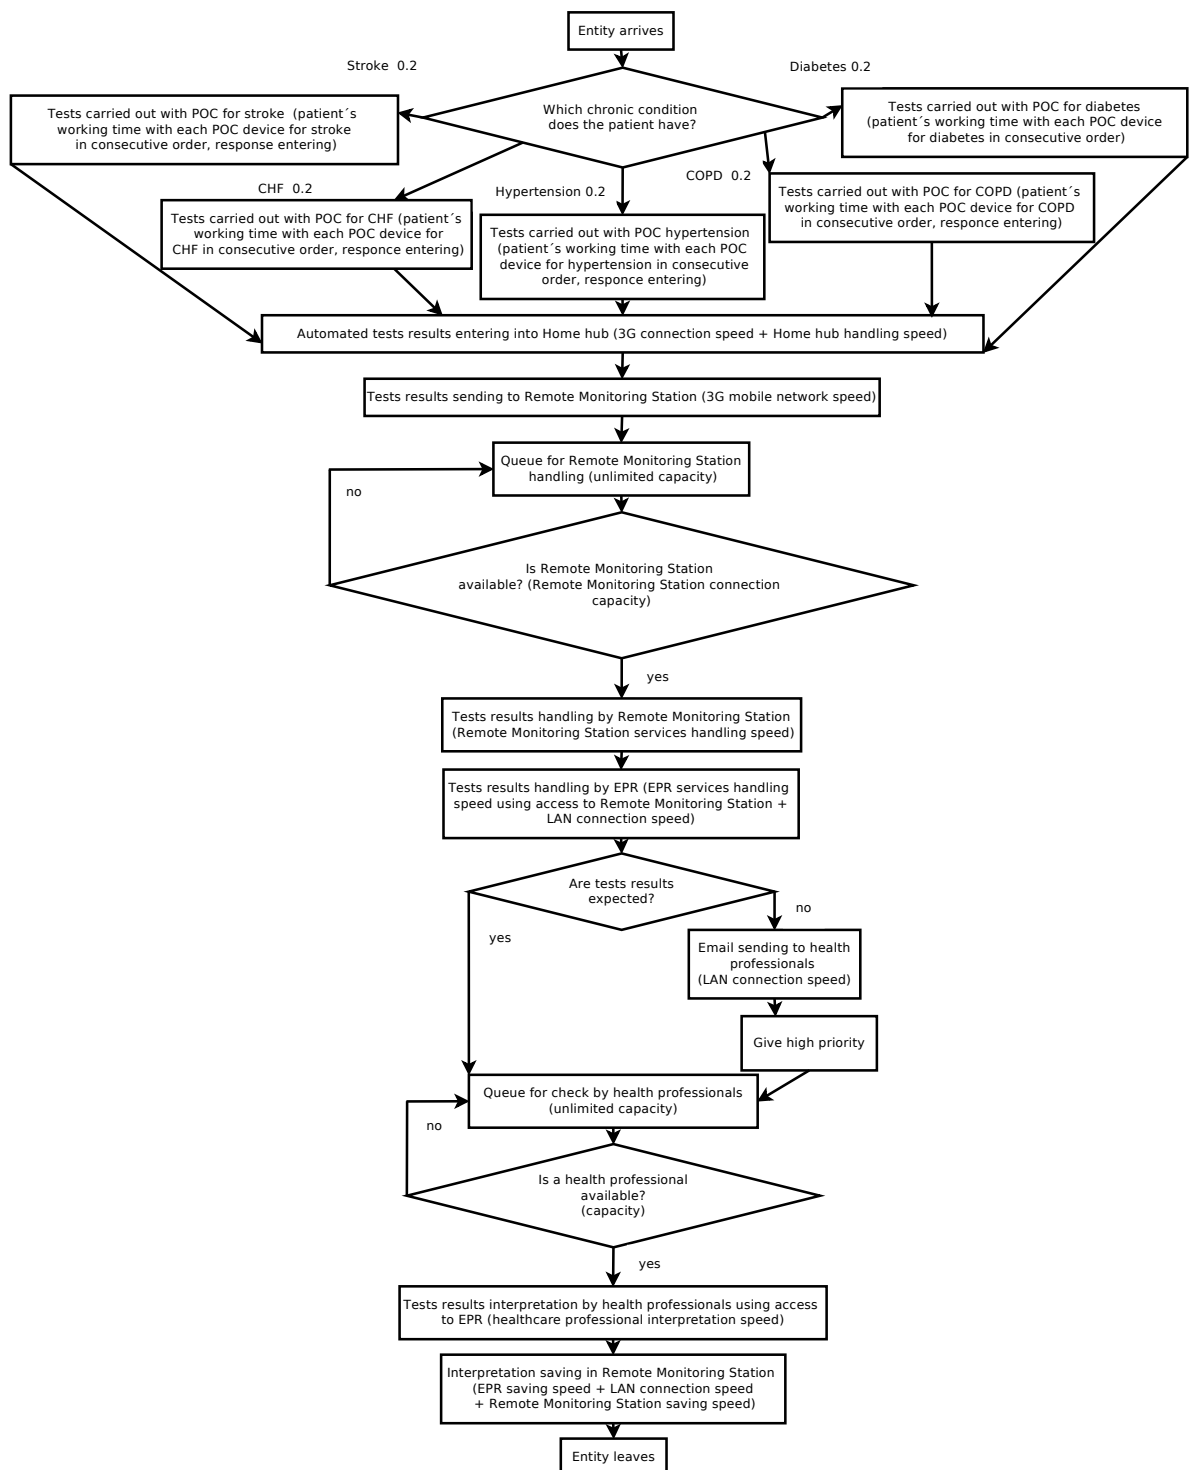 Entity arrives
Stroke  0.2
Diabetes 0.2
Which chronic condition
does the patient have?
Tests carried out with POC for stroke  (patient´s
working time with each POC device for stroke
in consecutive order, response entering)
Tests carried out with POC for diabetes
(patient´s working time with each POC device
for diabetes in consecutive order)
CHF  0.2
Hypertension 0.2
COPD  0.2
Tests carried out with POC for CHF (patient´s
working time with each POC device for
CHF in consecutive order, responce entering)
Tests carried out with POC hypertension
(patient´s working time with each POC
device for hypertension in consecutive
order, responce entering)
Tests carried out with POC for COPD (patient´s
working time with each POC device for COPD
in consecutive order, responce entering)
Automated tests results entering into Home hub (3G connection speed + Home hub handling speed)
Tests results sending to Remote Monitoring Station (3G mobile network speed)
Queue for Remote Monitoring Station
handling (unlimited capacity)
no
Is Remote Monitoring Station
available? (Remote Monitoring Station connection
capacity)
yes
Tests results handling by Remote Monitoring Station
(Remote Monitoring Station services handling speed)
Tests results handling by EPR (EPR services handling
speed using access to Remote Monitoring Station +
LAN connection speed)
Are tests results
expected?
no
yes
Email sending to health
professionals
(LAN connection speed)
Give high priority
Queue for check by health professionals
(unlimited capacity)
no
Is a health professional
available?
(capacity)
yes
Tests results interpretation by health professionals using access
to EPR (healthcare professional interpretation speed)
Interpretation saving in Remote Monitoring Station
(EPR saving speed + LAN connection speed
+ Remote Monitoring Station saving speed)
Entity leaves